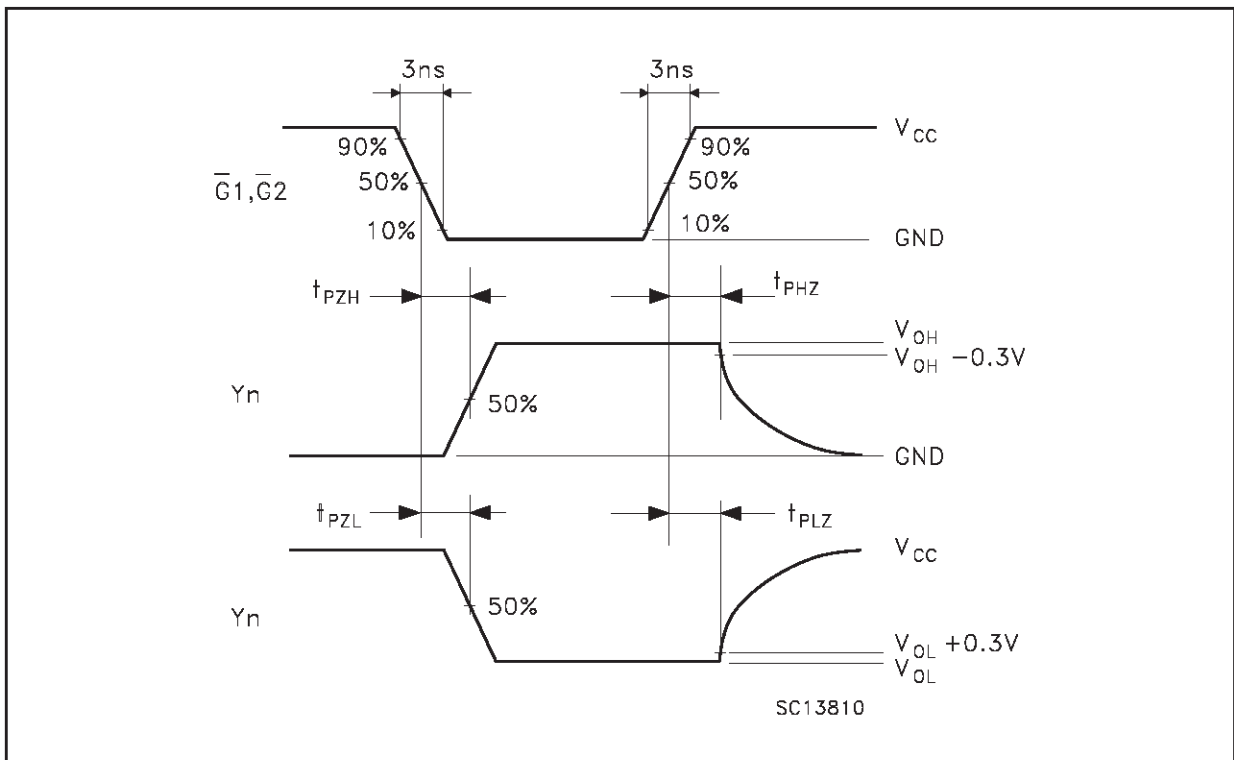 3ns 3ns
V_CC
90% 90%
G̅1,G̅2 50% 50%
10% 10%
GND
t_PZH t_PHZ
V_OH
V_OH −0.3V
Yn 50%
GND
t_PZL t_PLZ
V_CC
Yn 50%
V_OL +0.3V
V_OL
SC13810